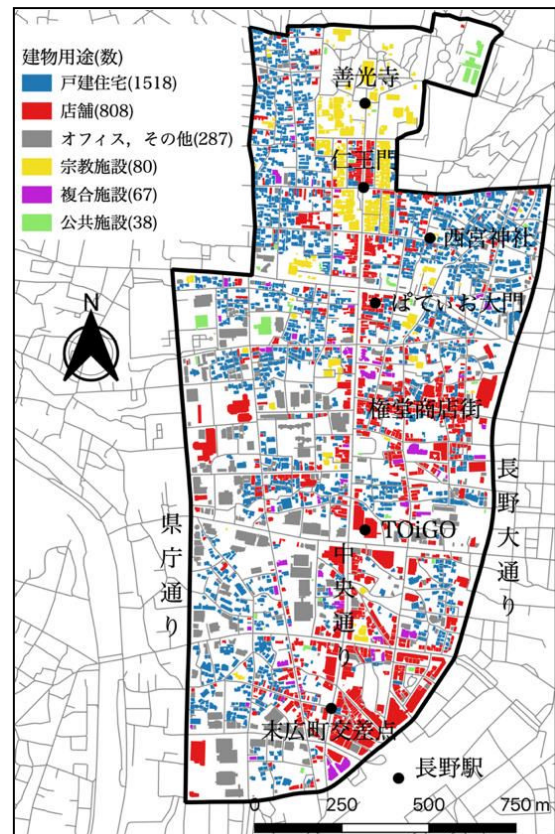 建物用途(数)
戸建住宅(1518)
店舗(808)
オフィス，その他(287)
宗教施設(80)
複合施設(67)
公共施設(38)
善光寺
仁王門
西宮神社
ぱてぃお大門
N
権堂商店街
長野大通り
県庁通り
TOiGO
中央通り
末広町交差点
長野駅
0 250 500 750 m